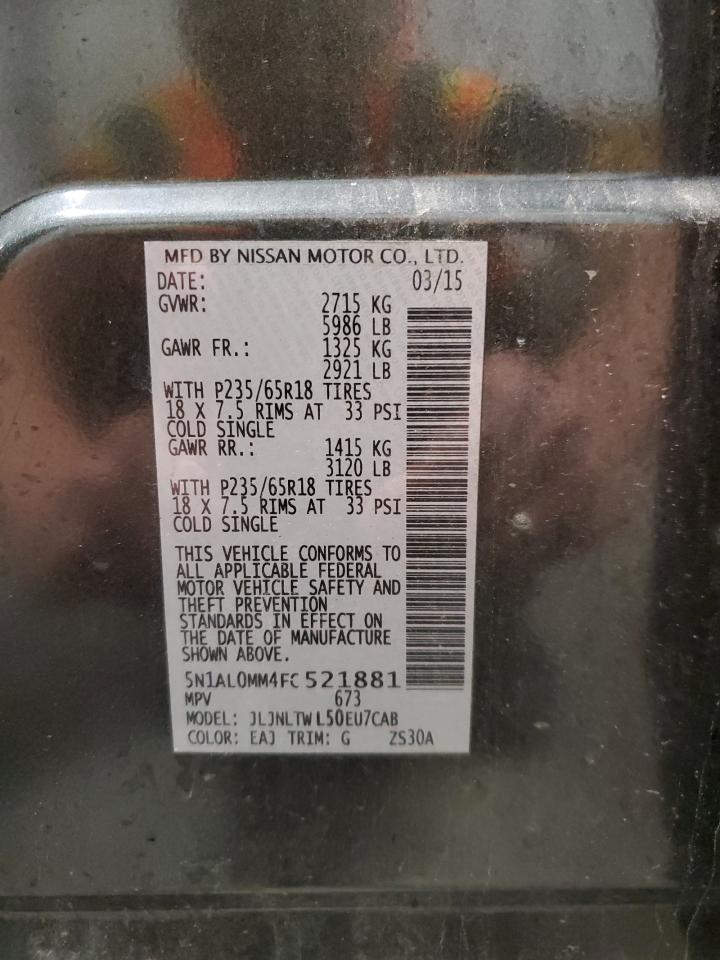 MFD BY NISSAN MOTOR CO., LTD.
DATE: 03/15
GVWR: 2715 KG
5986 LB
GAWR FR.: 1325 KG
2921 LB
WITH P235/65R18 TIRES
18 X 7.5 RIMS AT 33 PSI
COLD SINGLE
GAWR RR.: 1415 KG
3120 LB
WITH P235/65R18 TIRES
18 X 7.5 RIMS AT 33 PSI
COLD SINGLE
THIS VEHICLE CONFORMS TO
ALL APPLICABLE FEDERAL
MOTOR VEHICLE SAFETY AND
THEFT PREVENTION
STANDARDS IN EFFECT ON
THE DATE OF MANUFACTURE
SHOWN ABOVE.
5N1AL0MM4FC 521881
MPV 673
MODEL: JLJNLTW L50EU7CAB
COLOR: EAJ TRIM: G ZS30A